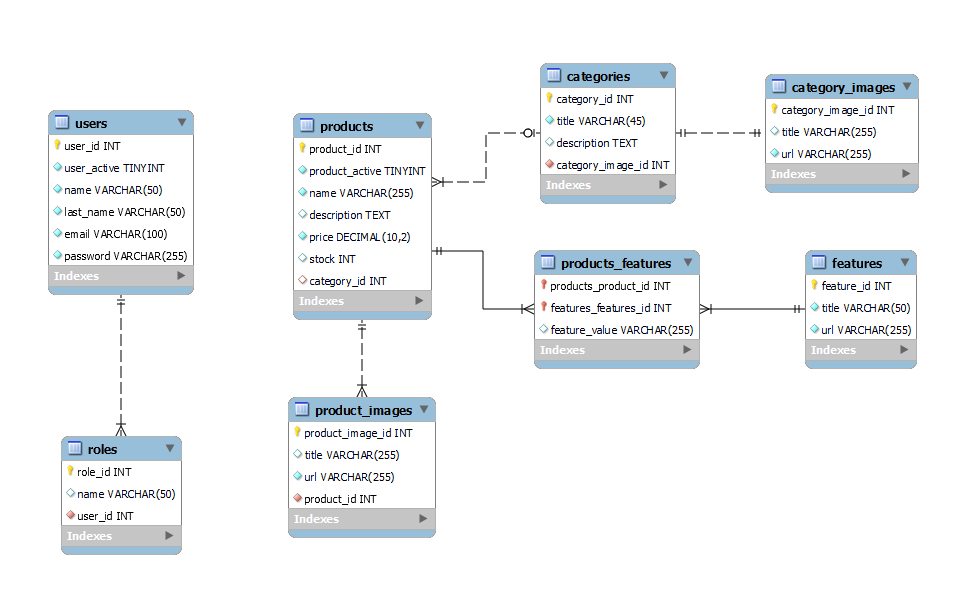 users
user_id INT
user_active TINYINT
name VARCHAR(50)
last_name VARCHAR(50)
email VARCHAR(100)
password VARCHAR(255)
Indexes
roles
role_id INT
name VARCHAR(50)
user_id INT
Indexes
products
product_id INT
product_active TINYINT
name VARCHAR(255)
description TEXT
price DECIMAL(10,2)
stock INT
category_id INT
Indexes
product_images
product_image_id INT
title VARCHAR(255)
url VARCHAR(255)
product_id INT
Indexes
categories
category_id INT
title VARCHAR(45)
description TEXT
category_image_id INT
Indexes
category_images
category_image_id INT
title VARCHAR(255)
url VARCHAR(255)
Indexes
products_features
products_product_id INT
features_features_id INT
feature_value VARCHAR(255)
Indexes
features
feature_id INT
title VARCHAR(50)
url VARCHAR(255)
Indexes